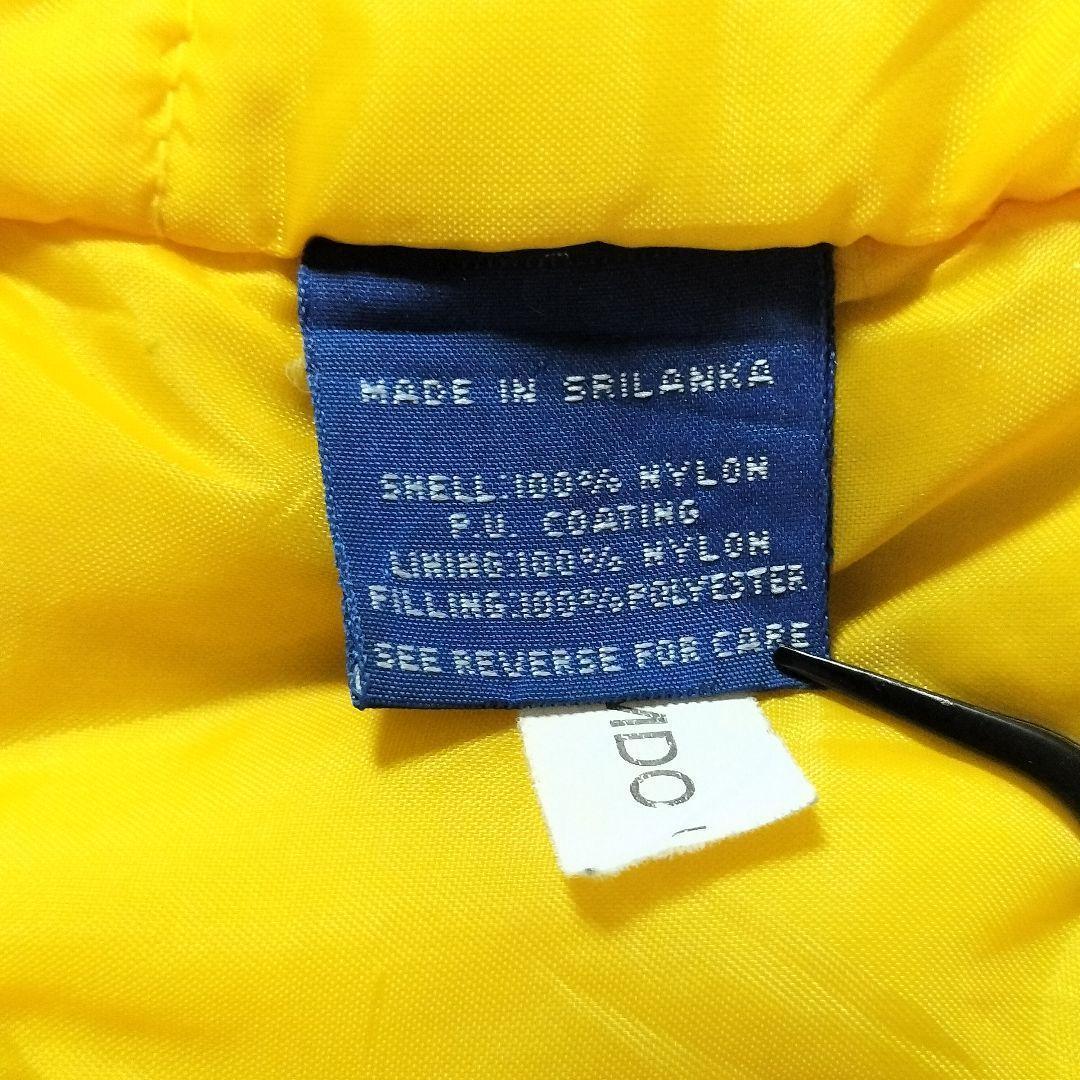 MADE IN SRILANKA
SHELL:100% NYLON
P.U. COATING
LINING:100% NYLON
FILLING:100% POLYESTER
SEE REVERSE FOR CARE